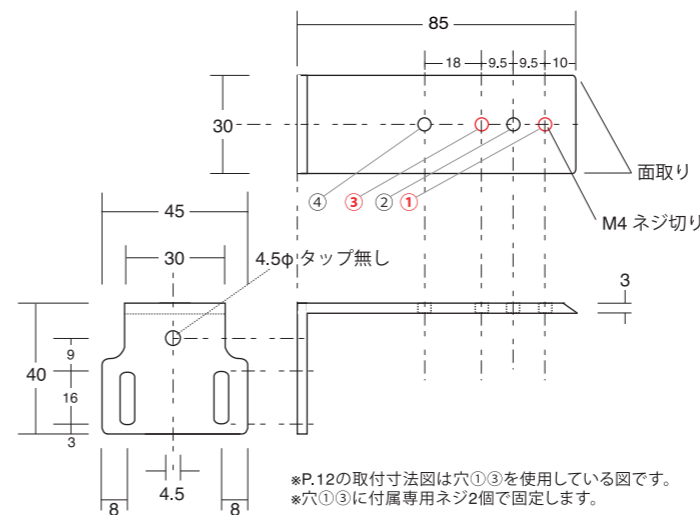 85
18 9.5 9.5 10
30
④ ③ ② ①
面取り
M4 ネジ切り
45
30
4.5φ タップ無し
3
40
9
16
3
8 4.5 8
※P.12の取付寸法図は穴①③を使用している図です。
※穴①③に付属専用ネジ2個で固定します。